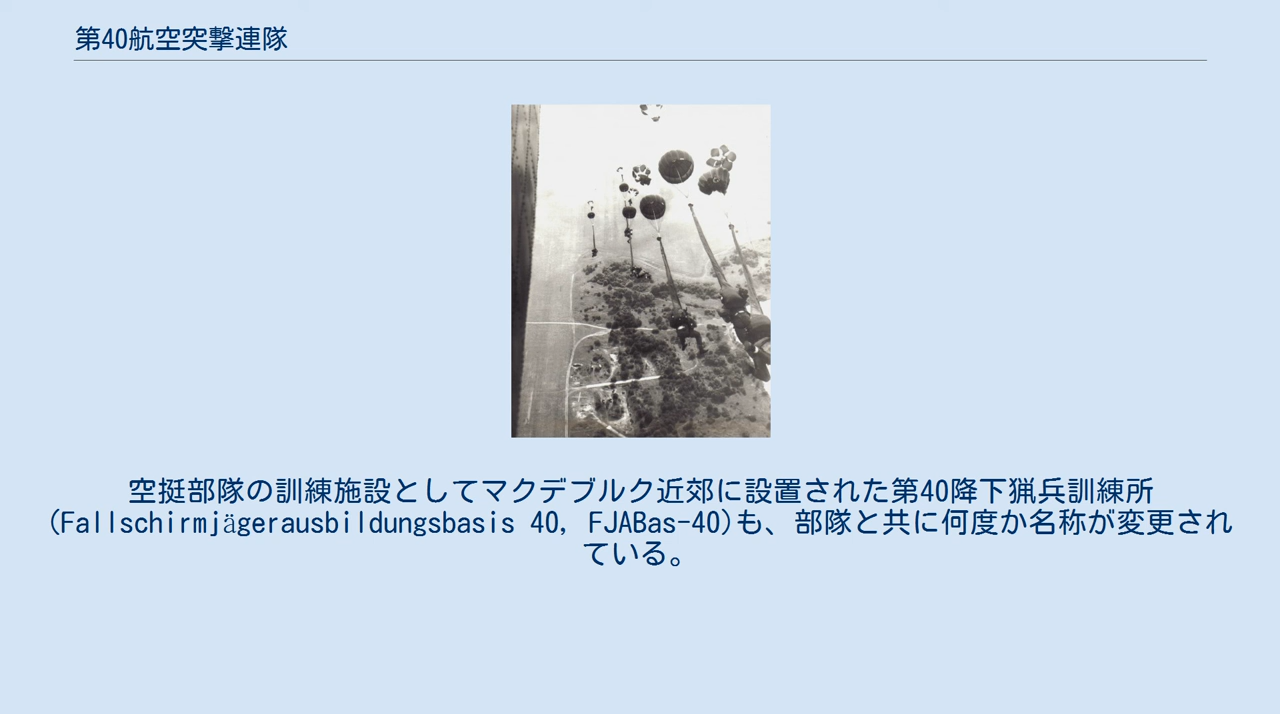 第40航空突撃連隊
空挺部隊の訓練施設としてマクデブルク近郊に設置された第40降下猟兵訓練所
(Fallschirmjägerausbildungsbasis 40, FJABas-40)も、部隊と共に何度か名称が変更され
ている。